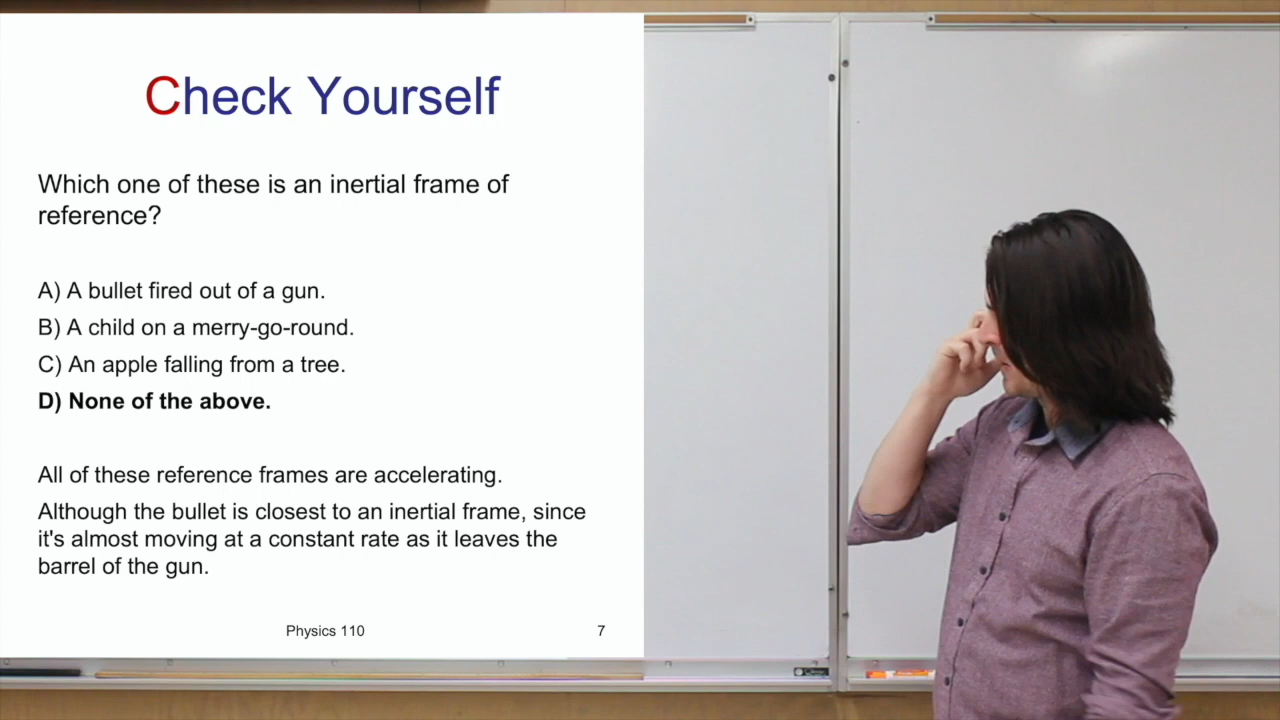 Check Yourself
Which one of these is an inertial frame of
reference?
A) A bullet fired out of a gun.
B) A child on a merry-go-round.
C) An apple falling from a tree.
D) None of the above.
All of these reference frames are accelerating.
Although the bullet is closest to an inertial frame, since
it's almost moving at a constant rate as it leaves the
barrel of the gun.
Physics 110
7